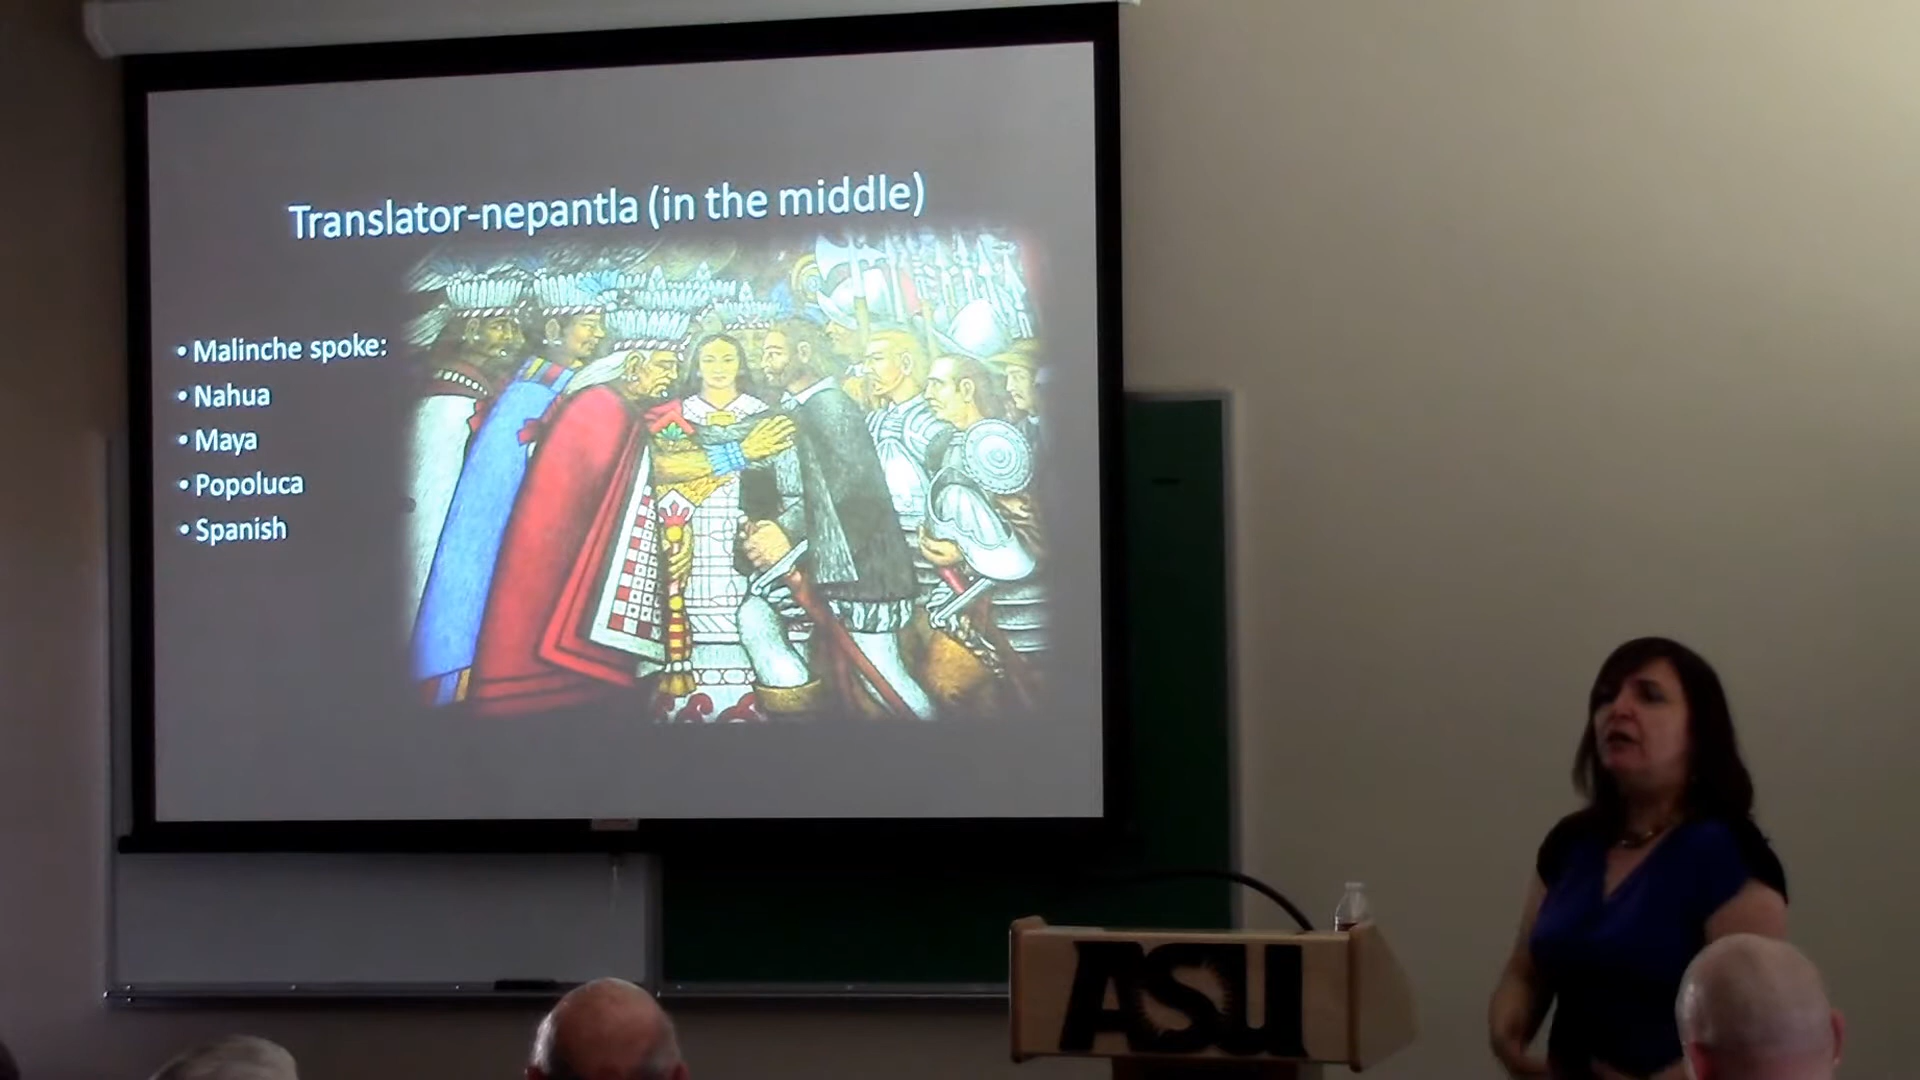 Translator-nepantla (in the middle)
• Malinche spoke:
• Nahua
• Maya
• Popoluca
• Spanish
ASU